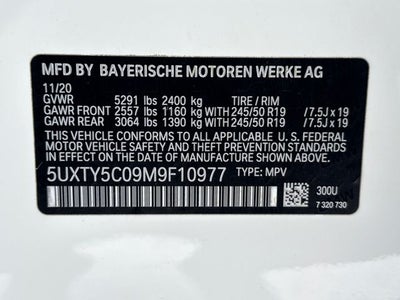 MFD BY BAYERISCHE MOTOREN WERKE AG
11/20
GVWR 5291 lbs 2400 kg TIRE / RIM
GAWR FRONT 2557 lbs 1160 kg WITH 245/50 R19 / 7.5J x 19
GAWR REAR 3064 lbs 1390 kg WITH 245/50 R19 / 7.5J x 19
THIS VEHICLE CONFORMS TO ALL APPLICABLE U.S. FEDERAL
MOTOR VEHICLE SAFETY, BUMPER, AND THEFT PREVENTION
STANDARDS IN EFFECT ON THE DATE OF MANUFACTURE SHOWN ABOVE.
5UXTY5C09M9F10977 TYPE: MPV
300U
7 320 730